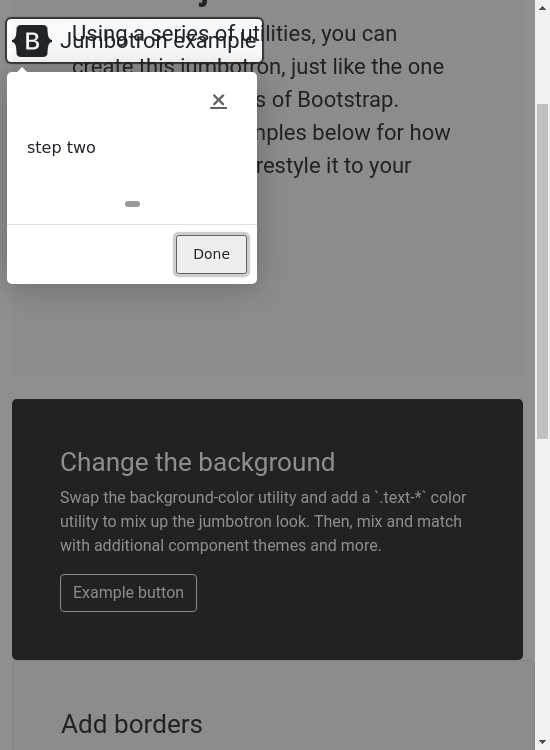 Using a series of utilities, you can
B Jumbotron example
create this jumbotron, just like the one
s of Bootstrap.
×
nples below for how
step two
restyle it to your
Done
Change the background
Swap the background-color utility and add a `.text-*` color
utility to mix up the jumbotron look. Then, mix and match
with additional component themes and more.
Example button
Add borders